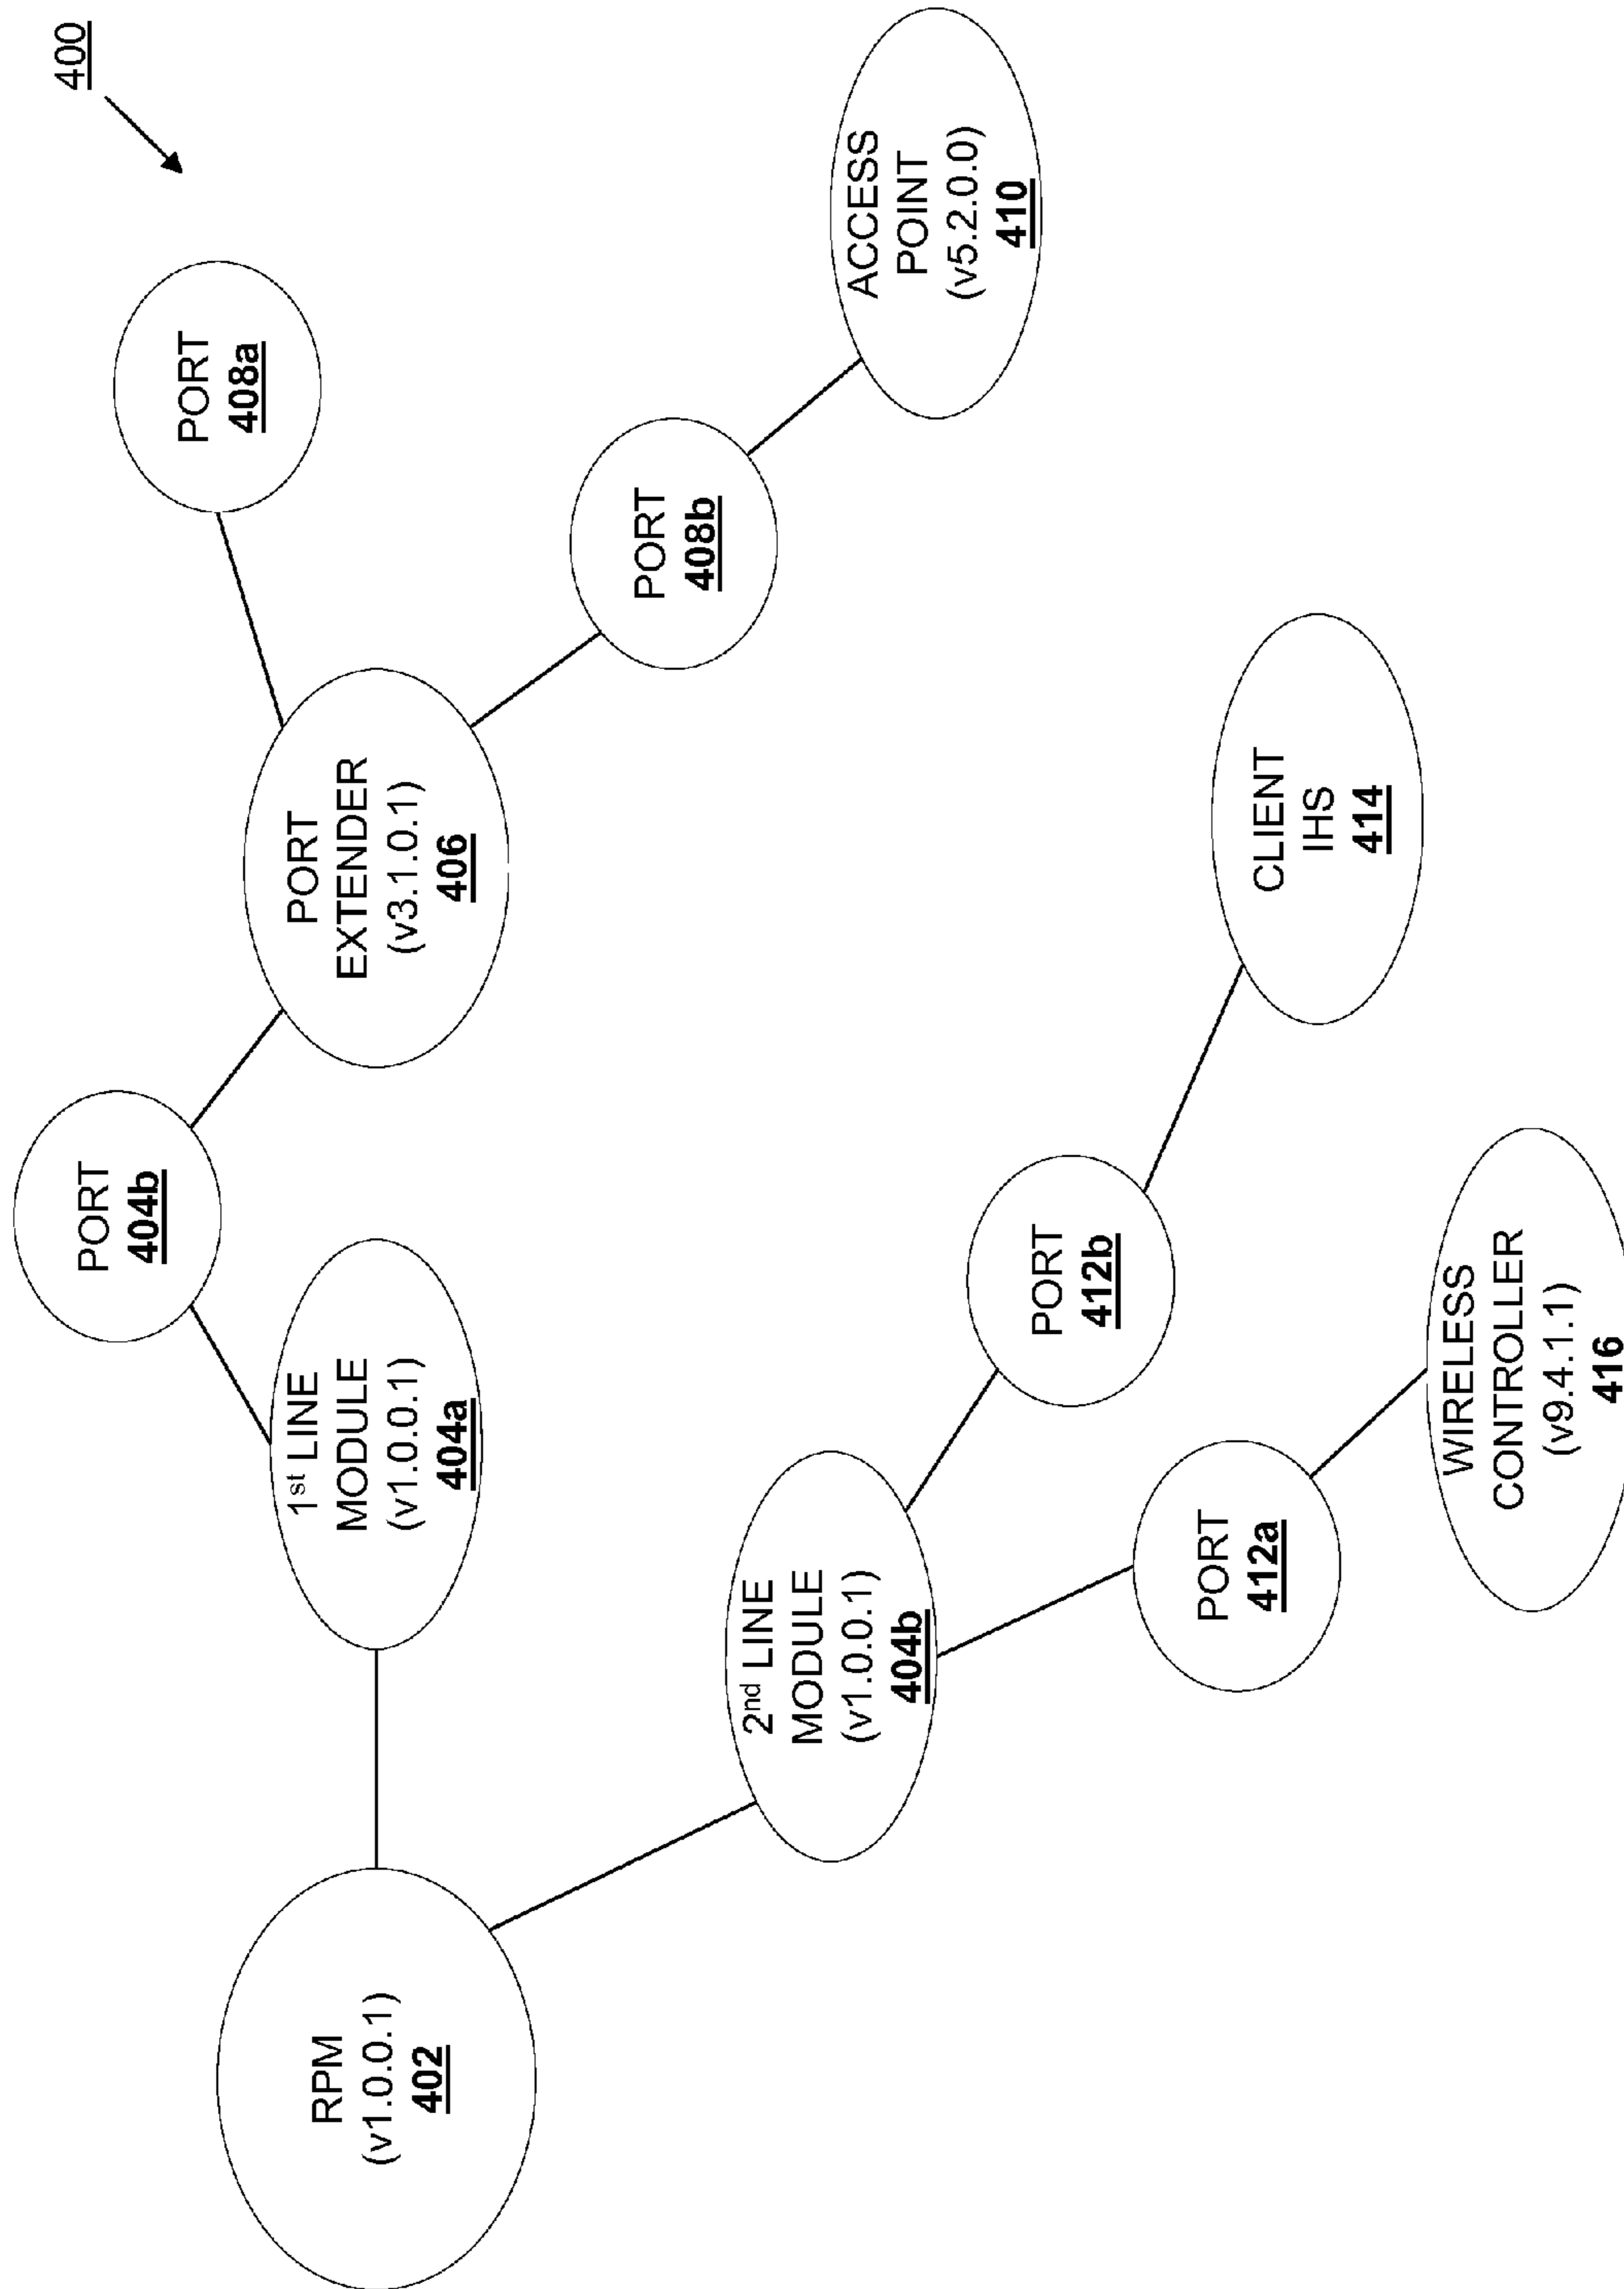 400
RPM
(v1.0.0.1)
402
1st LINE
MODULE
(v1.0.0.1)
404a
PORT
404b
PORT
EXTENDER
(v3.1.0.1)
406
PORT
408a
PORT
408b
ACCESS
POINT
(v5.2.0.0)
410
2nd LINE
MODULE
(v1.0.0.1)
404b
PORT
412b
CLIENT
IHS
414
PORT
412a
WIRELESS
CONTROLLER
(v9.4.1.1)
416